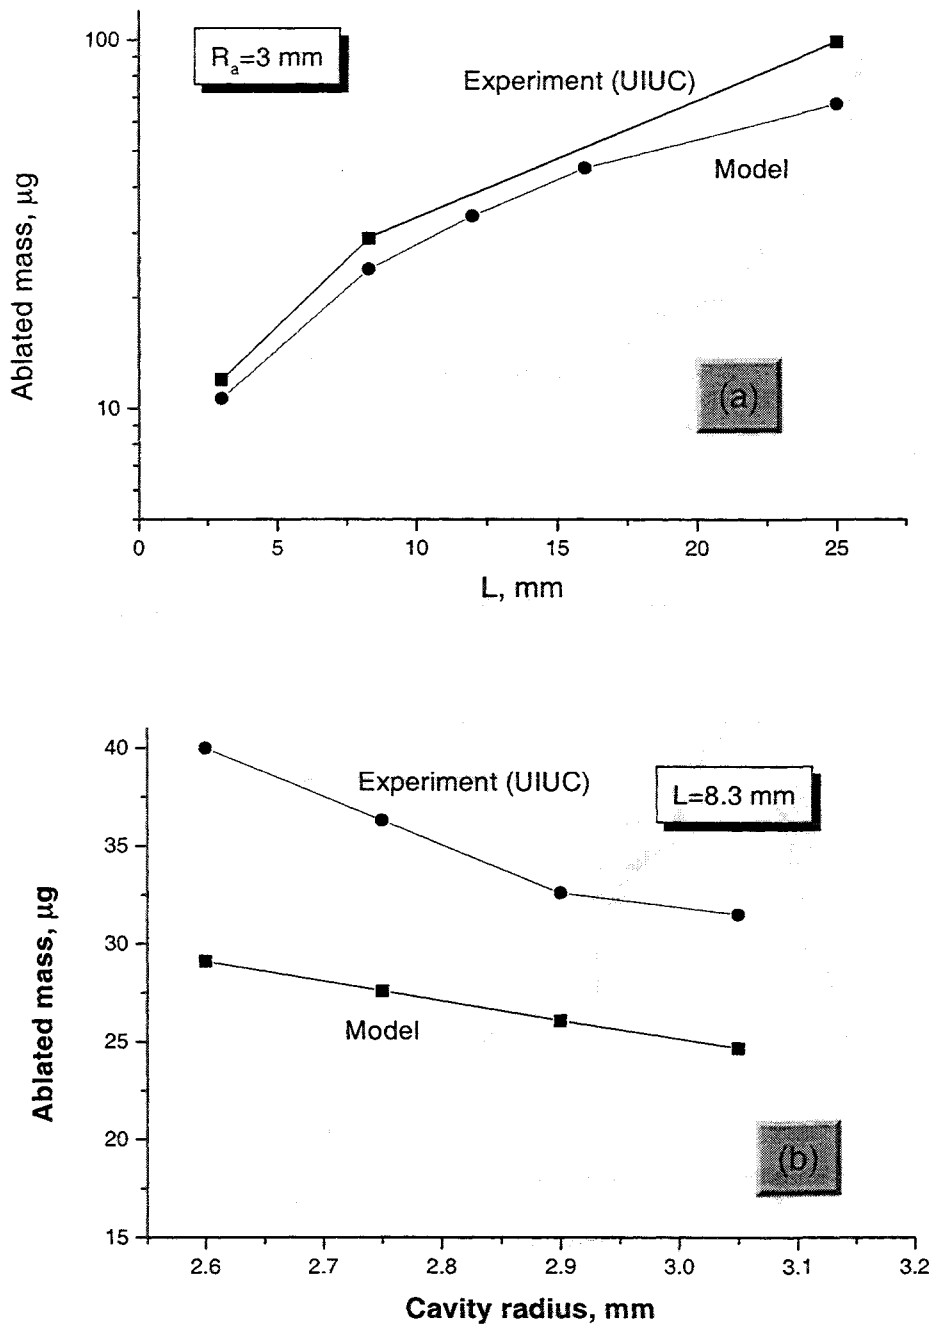 100
R_a=3 mm
Experiment (UIUC)
Model
Ablated mass, μg
(a)
10
0 5 10 15 20 25
L, mm
40
Experiment (UIUC)
L=8.3 mm
35
30
Ablated mass, μg
Model
25
20
(b)
15
2.6 2.7 2.8 2.9 3.0 3.1 3.2
Cavity radius, mm